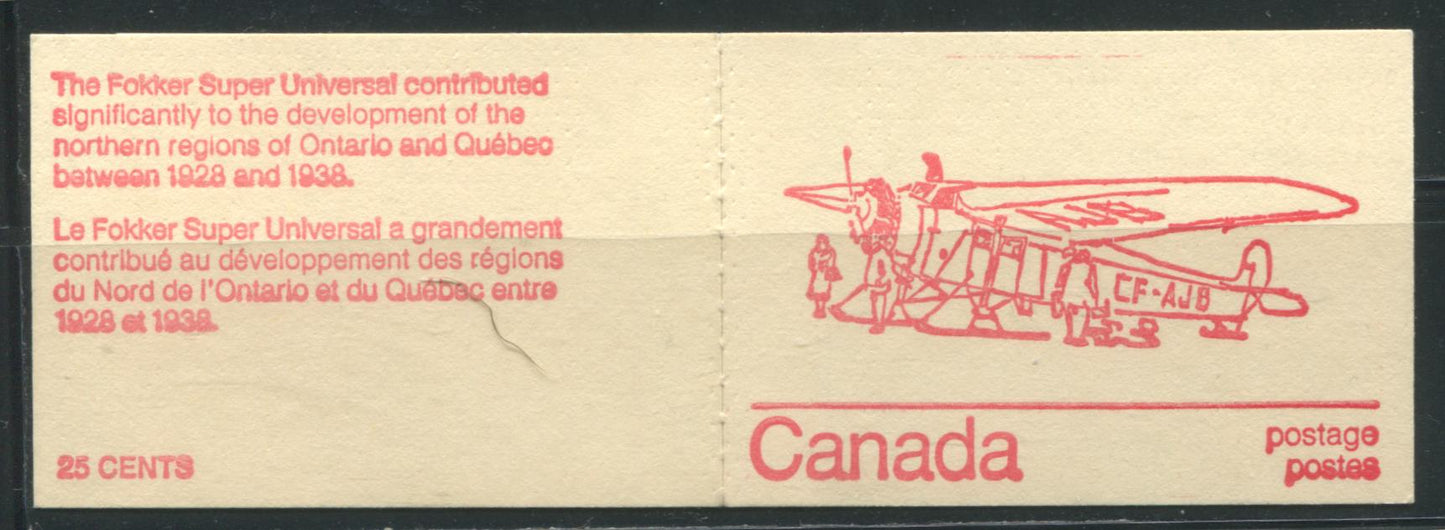 The Fokker Super Universal contributed
significantly to the development of the
northern regions of Ontario and Québec
between 1928 and 1938.
Le Fokker Super Universal a grandement
contribué au développement des régions
du Nord de l'Ontario et du Québec entre
1928 et 1938.
25 CENTS
CF-AJB
Canada
postage
postes